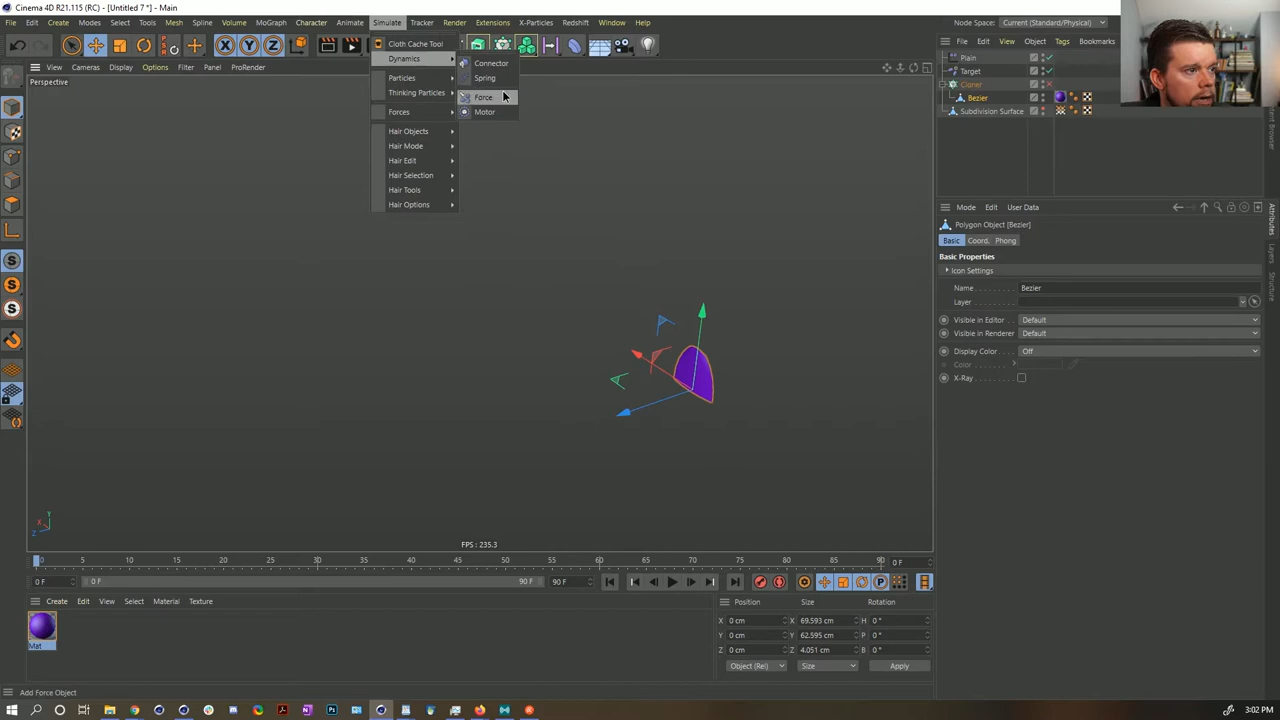 Cinema 4D R21.115 (RC) - [Untitled 7 *] - Main
File Edit Create Modes Select Tools Mesh Spline Volume MoGraph Character Animate Simulate Tracker Render Extensions X-Particles Redshift Window Help
Node Space: Current (Standard/Physical)
View Cameras Display Options Filter Panel ProRender
Perspective
Cloth Cache Tool
Dynamics
Particles
Thinking Particles
Forces
Hair Objects
Hair Mode
Hair Edit
Hair Selection
Hair Tools
Hair Options
Connector
Spring
Force
Motor
X Y Z
S
S
S
P
File Edit View Object Tags
Plain
Target
Cloner
Bezier
Subdivision Surface
Mode Edit User Data
Polygon Object [Bezier]
Basic Coord. Phong
Basic Properties
Icon Settings
Name Bezier
Layer
Visible in Editor Default
Visible in Renderer Default
Display Color Off
Color
X-Ray
Attributes
Layers
Structure
Y
X
Z
FPS : 235.3
0 5 10 15 20 25 30 35 40 45 50 55 60 65 70 75 80 85 90 0 F
0 F 0 F 90 F 90 F
Create Edit View Select Material Texture
Mat
Position Size Rotation
X 0 cm X 69.593 cm H 0 °
Y 0 cm Y 62.595 cm P 0 °
Z 0 cm Z 4.051 cm B 0 °
Object (Rel) Size Apply
Add Force Object
3:02 PM